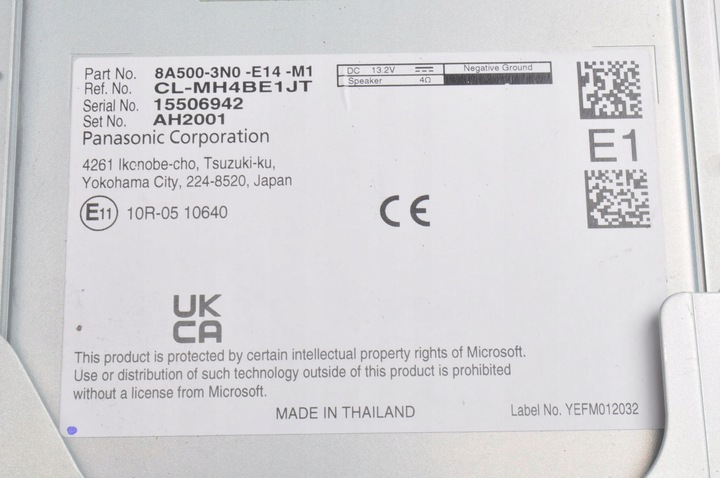 Part No. 8A500-3N0 -E14 -M1
Ref. No. CL-MH4BE1JT
Serial No. 15506942
Set No. AH2001
Panasonic Corporation
4261 Ikonobe-cho, Tsuzuki-ku,
Yokohama City, 224-8520, Japan
E11 10R-05 10640
DC 13.2V Negative Ground
Speaker 4Ω
E1
CE
UK
CA
This product is protected by certain intellectual property rights of Microsoft.
Use or distribution of such technology outside of this product is prohibited
without a license from Microsoft.
MADE IN THAILAND
Label No. YEFM012032